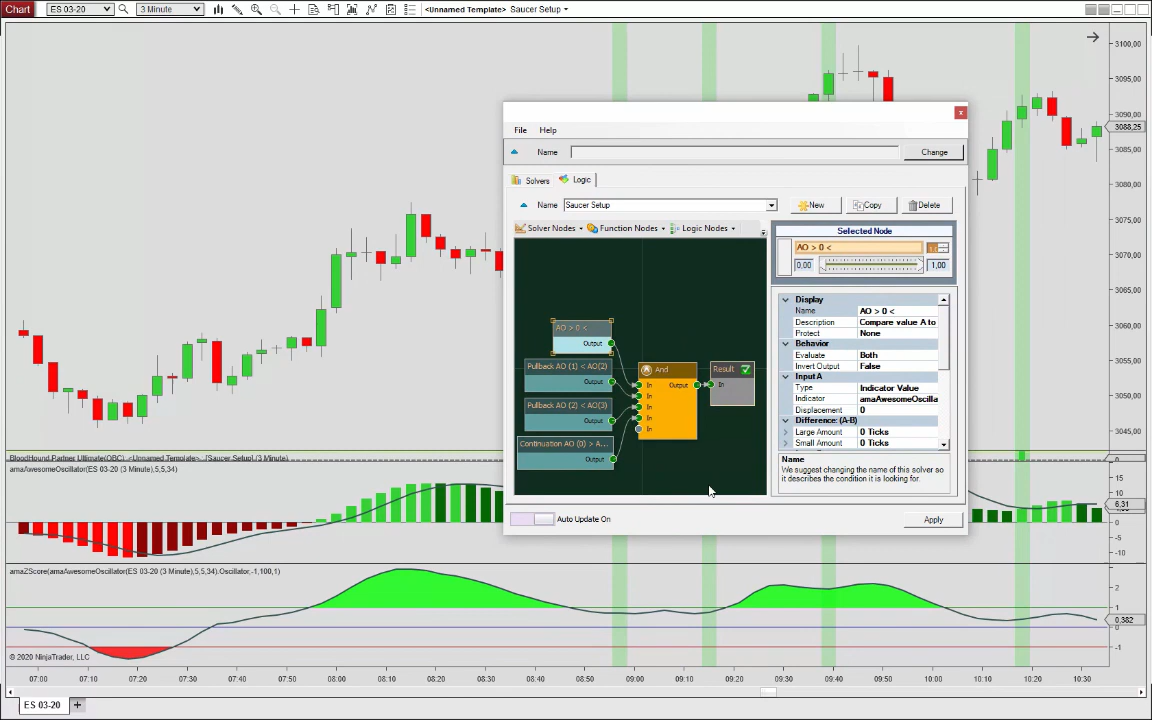 Chart ES 03-20 3 Minute <Unnamed Template> Saucer Setup
3100,00
3095,00
3090,00
3088,25
3085,00
3080,00
3075,00
3070,00
3065,00
3060,00
3055,00
3050,00
3045,00
File Help
Name Change
Solvers Logic
Name Saucer Setup New Copy Delete
Solver Nodes Function Nodes Logic Nodes
Selected Node
AO > 0 <
0,00 1,00
AO > 0 <
Output
Pullback AO (1) < AO(2)
Output
Pullback AO (2) < AO(3)
Output
Continuation AO (0) > A...
Output
And
In Output
In
In
In
In
Result
In
Display
Name AO > 0 <
Description Compare value A to
Protect None
Behavior
Evaluate Both
Invert Output False
Input A
Type Indicator Value
Indicator amaAwesomeOscilla
Displacement 0
Difference: (A-B)
Large Amount 0 Ticks
Small Amount 0 Ticks
Name
We suggest changing the name of this solver so
it describes the condition it is looking for.
Auto Update On Apply
BloodHound Partner Ultimate(OBC) <Unnamed Template> [Saucer Setup] (3 Minute)
0
amaAwesomeOscillator(ES 03-20 (3 Minute),5,5,34)
15
10
6,31
0
-5
-10
amaZScore(amaAwesomeOscillator(ES 03-20 (3 Minute),5,5,34).Oscillator,-1,100,1)
2
1
0,382
0
-1
© 2020 NinjaTrader, LLC
07:00 07:10 07:20 07:30 07:40 07:50 08:00 08:10 08:20 08:30 08:40 08:50 09:00 09:10 09:20 09:30 09:40 09:50 10:00 10:10 10:20 10:30
ES 03-20 +